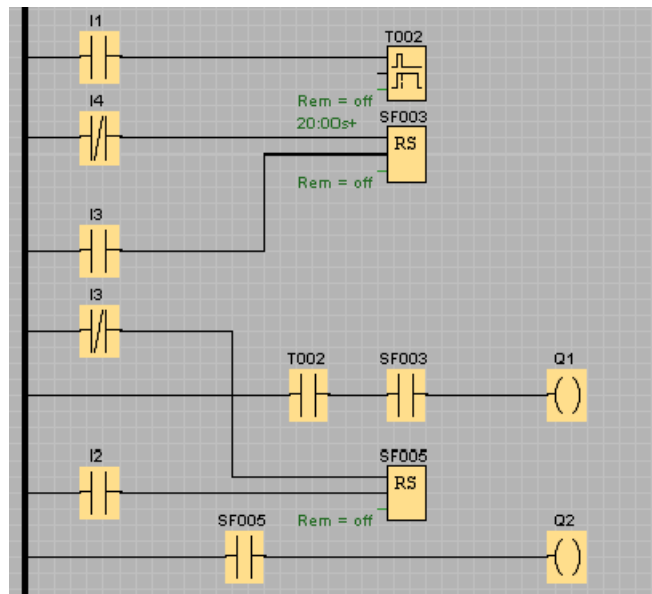 I1
T002
Rem = off
20:00s+
I4
SF003
RS
Rem = off
I3
I3
T002 SF003 Q1
I2
SF005
RS
Rem = off
SF005
Q2